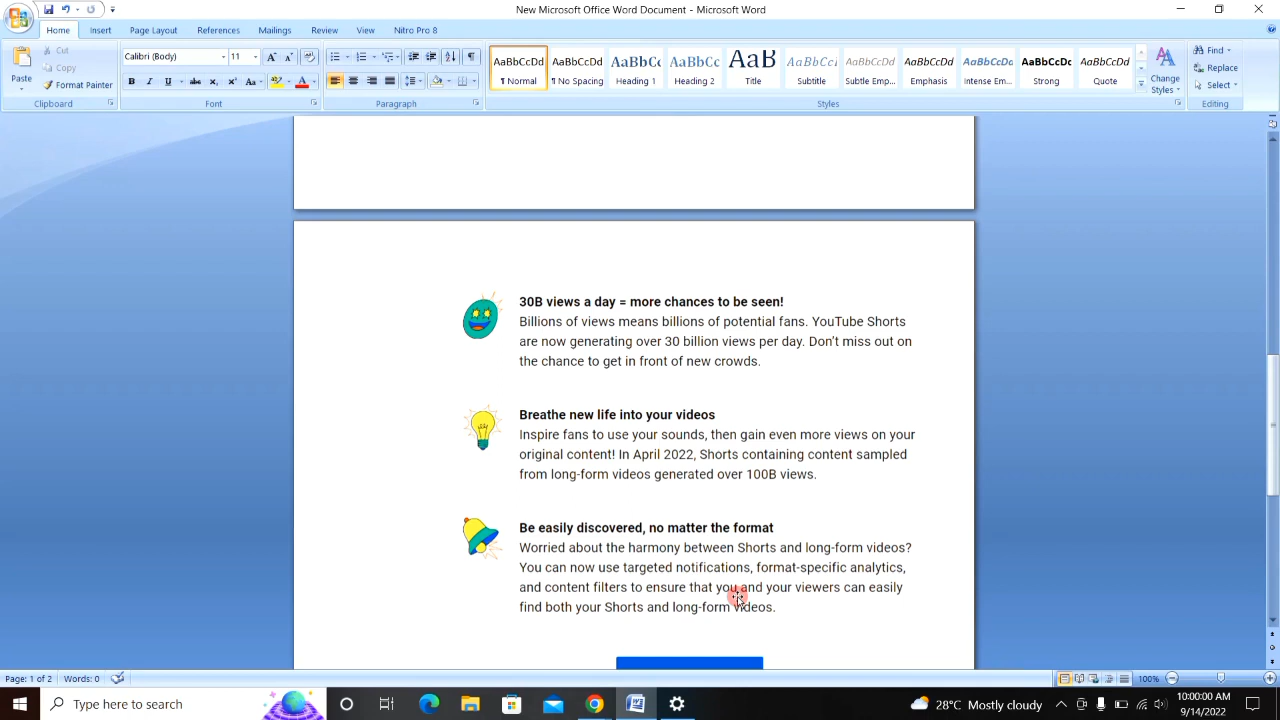 New Microsoft Office Word Document - Microsoft Word
Home Insert Page Layout References Mailings Review View Nitro Pro 8
Paste
Cut
Copy
Format Painter
Clipboard
Calibri (Body) 11
Font
Paragraph
AaBbCcDd AaBbCcDd AaBbCc AaBbCc AaB AaBbCcL AaBbCcDd AaBbCcDd AaBbCcDd AaBbCcDc AaBbCcDd
¶ Normal ¶ No Spacing Heading 1 Heading 2 Title Subtitle Subtle Emp... Emphasis Intense Em... Strong Quote
Change Styles
Styles
Find
Replace
Select
Editing
30B views a day = more chances to be seen!
Billions of views means billions of potential fans. YouTube Shorts
are now generating over 30 billion views per day. Don't miss out on
the chance to get in front of new crowds.
Breathe new life into your videos
Inspire fans to use your sounds, then gain even more views on your
original content! In April 2022, Shorts containing content sampled
from long-form videos generated over 100B views.
Be easily discovered, no matter the format
Worried about the harmony between Shorts and long-form videos?
You can now use targeted notifications, format-specific analytics,
and content filters to ensure that you and your viewers can easily
find both your Shorts and long-form videos.
Page: 1 of 2 Words: 0
100%
Type here to search
28°C Mostly cloudy
10:00:00 AM
9/14/2022